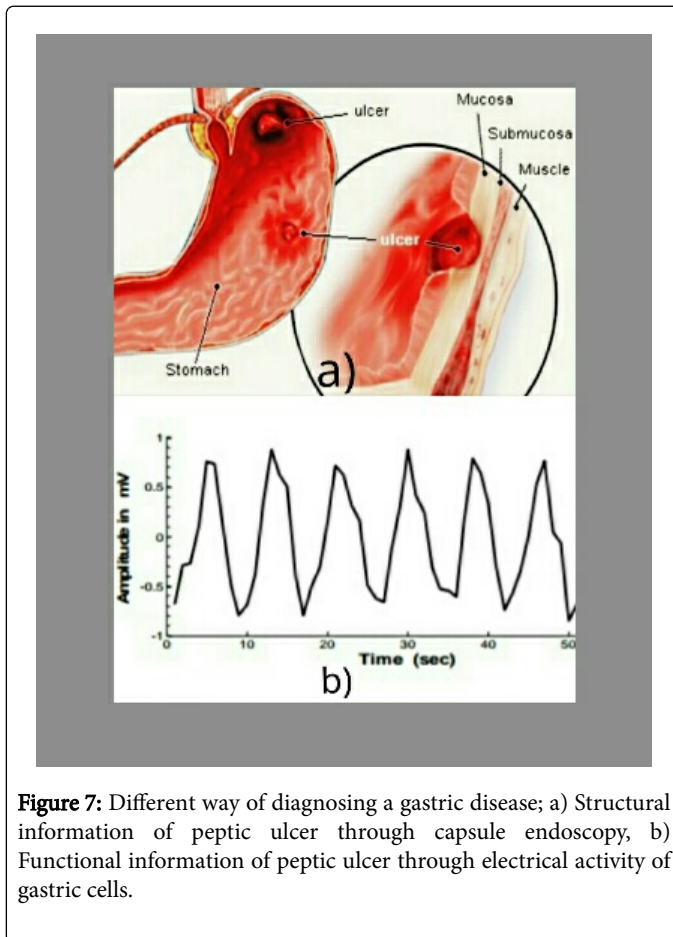 ulcer
Mucosa
Submucosa
Muscle
ulcer
Stomach
a)
Amplitude in mV
1
0.5
0
-0.5
-1
0 10 20 30 40 50
Time (sec)
b)
Figure 7: Different way of diagnosing a gastric disease; a) Structural
information of peptic ulcer through capsule endoscopy, b)
Functional information of peptic ulcer through electrical activity of
gastric cells.